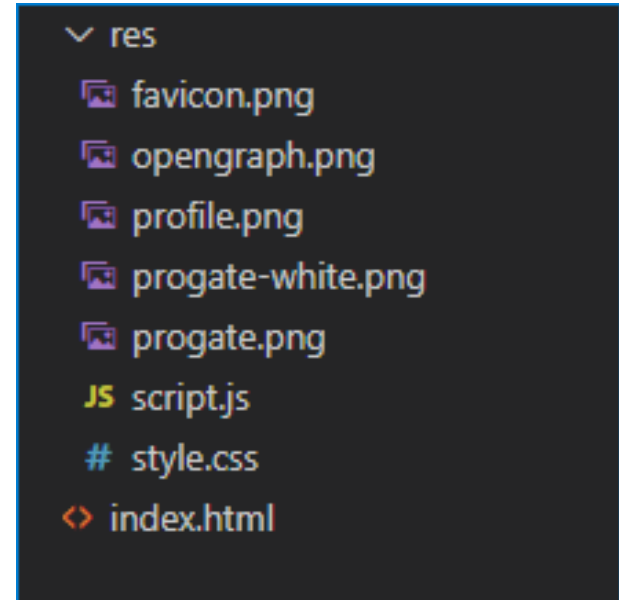 res
favicon.png
opengraph.png
profile.png
progate-white.png
progate.png
JS script.js
# style.css
<> index.html